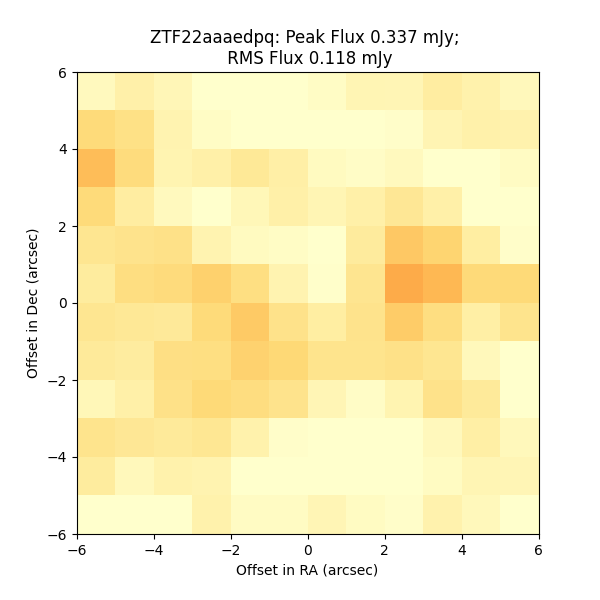 ZTF22aaaedpq: Peak Flux 0.337 mJy;
RMS Flux 0.118 mJy
6
4
2
0
−2
−4
−6
Offset in Dec (arcsec)
−6 −4 −2 0 2 4 6
Offset in RA (arcsec)